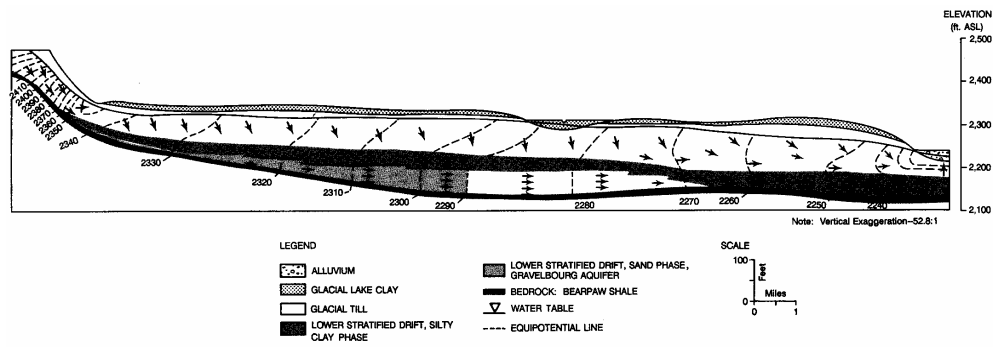 ELEVATION
(ft. ASL)
2,500
2,400
2,300
2,200
2,100
2410
2400
2390
2380
2370
2360
2350
2340
2330
2320
2310
2300
2290
2280
2270
2260
2250
2240
Note: Vertical Exaggeration–52.8:1
LEGEND
ALLUVIUM
GLACIAL LAKE CLAY
GLACIAL TILL
LOWER STRATIFIED DRIFT, SILTY
CLAY PHASE
LOWER STRATIFIED DRIFT, SAND PHASE,
GRAVELBOURG AQUIFER
BEDROCK: BEARPAW SHALE
WATER TABLE
EQUIPOTENTIAL LINE
SCALE
100
Feet
0
Miles
0 1